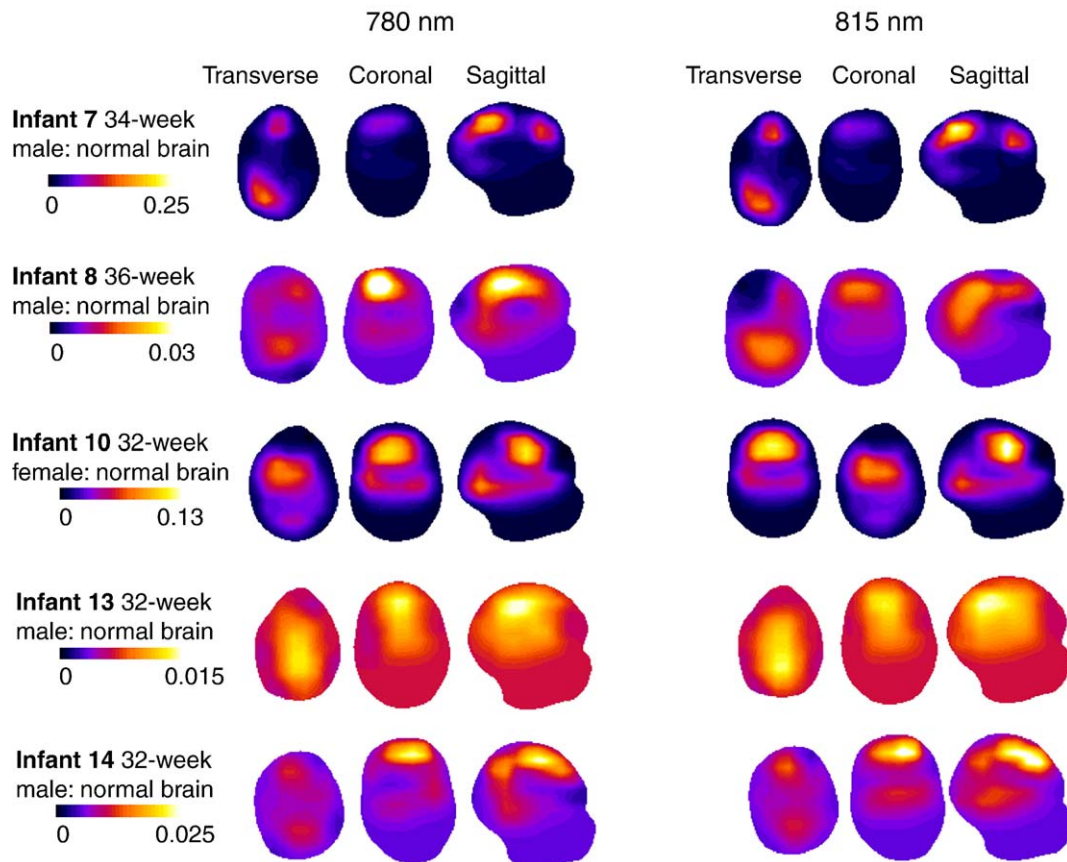 780 nm 815 nm
Transverse Coronal Sagittal Transverse Coronal Sagittal
Infant 7 34-week
male: normal brain
0 0.25
Infant 8 36-week
male: normal brain
0 0.03
Infant 10 32-week
female: normal brain
0 0.13
Infant 13 32-week
male: normal brain
0 0.015
Infant 14 32-week
male: normal brain
0 0.025